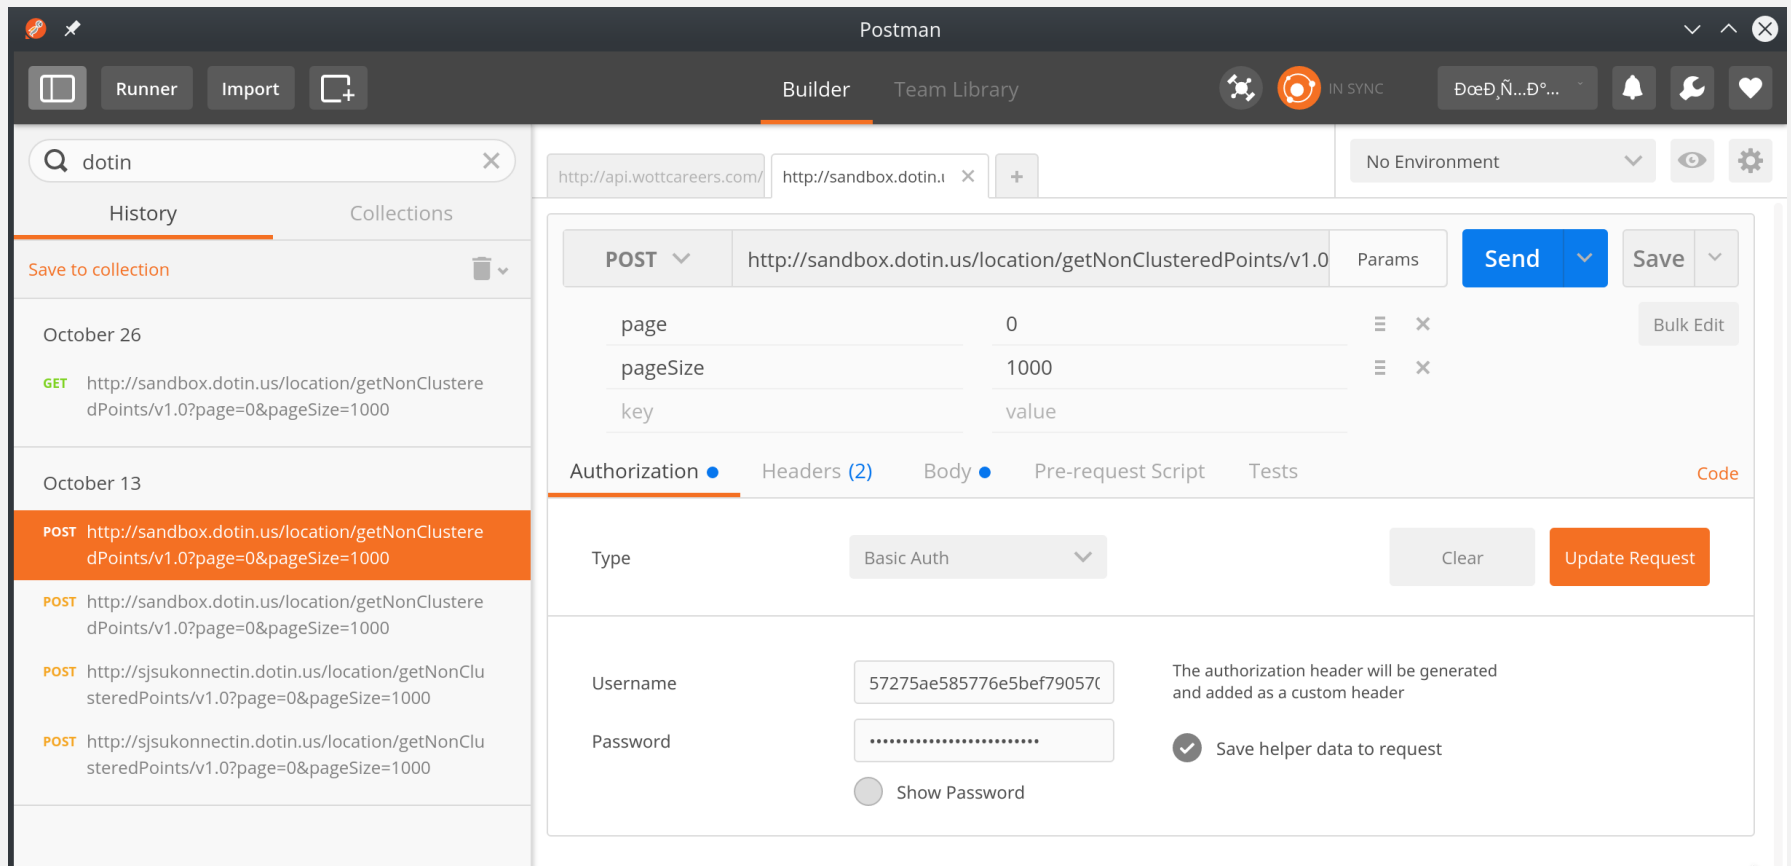 Postman
Runner
Import
Builder
Team Library
IN SYNC
ÐœÐ¸Ñ…Ð°...
dotin
History
Collections
Save to collection
October 26
GET http://sandbox.dotin.us/location/getNonClustere
dPoints/v1.0?page=0&pageSize=1000
October 13
POST http://sandbox.dotin.us/location/getNonClustere
dPoints/v1.0?page=0&pageSize=1000
POST http://sandbox.dotin.us/location/getNonClustere
dPoints/v1.0?page=0&pageSize=1000
POST http://sjsukonnectin.dotin.us/location/getNonClu
steredPoints/v1.0?page=0&pageSize=1000
POST http://sjsukonnectin.dotin.us/location/getNonClu
steredPoints/v1.0?page=0&pageSize=1000
http://api.wottcareers.com/
http://sandbox.dotin.u
No Environment
POST http://sandbox.dotin.us/location/getNonClusteredPoints/v1.0 Params Send Save
page 0
Bulk Edit
pageSize 1000
key value
Authorization Headers (2) Body Pre-request Script Tests Code
Type Basic Auth Clear Update Request
Username 57275ae585776e5bef790570
The authorization header will be generated
and added as a custom header
Password •••••••••••••••••••••••••• Save helper data to request
Show Password